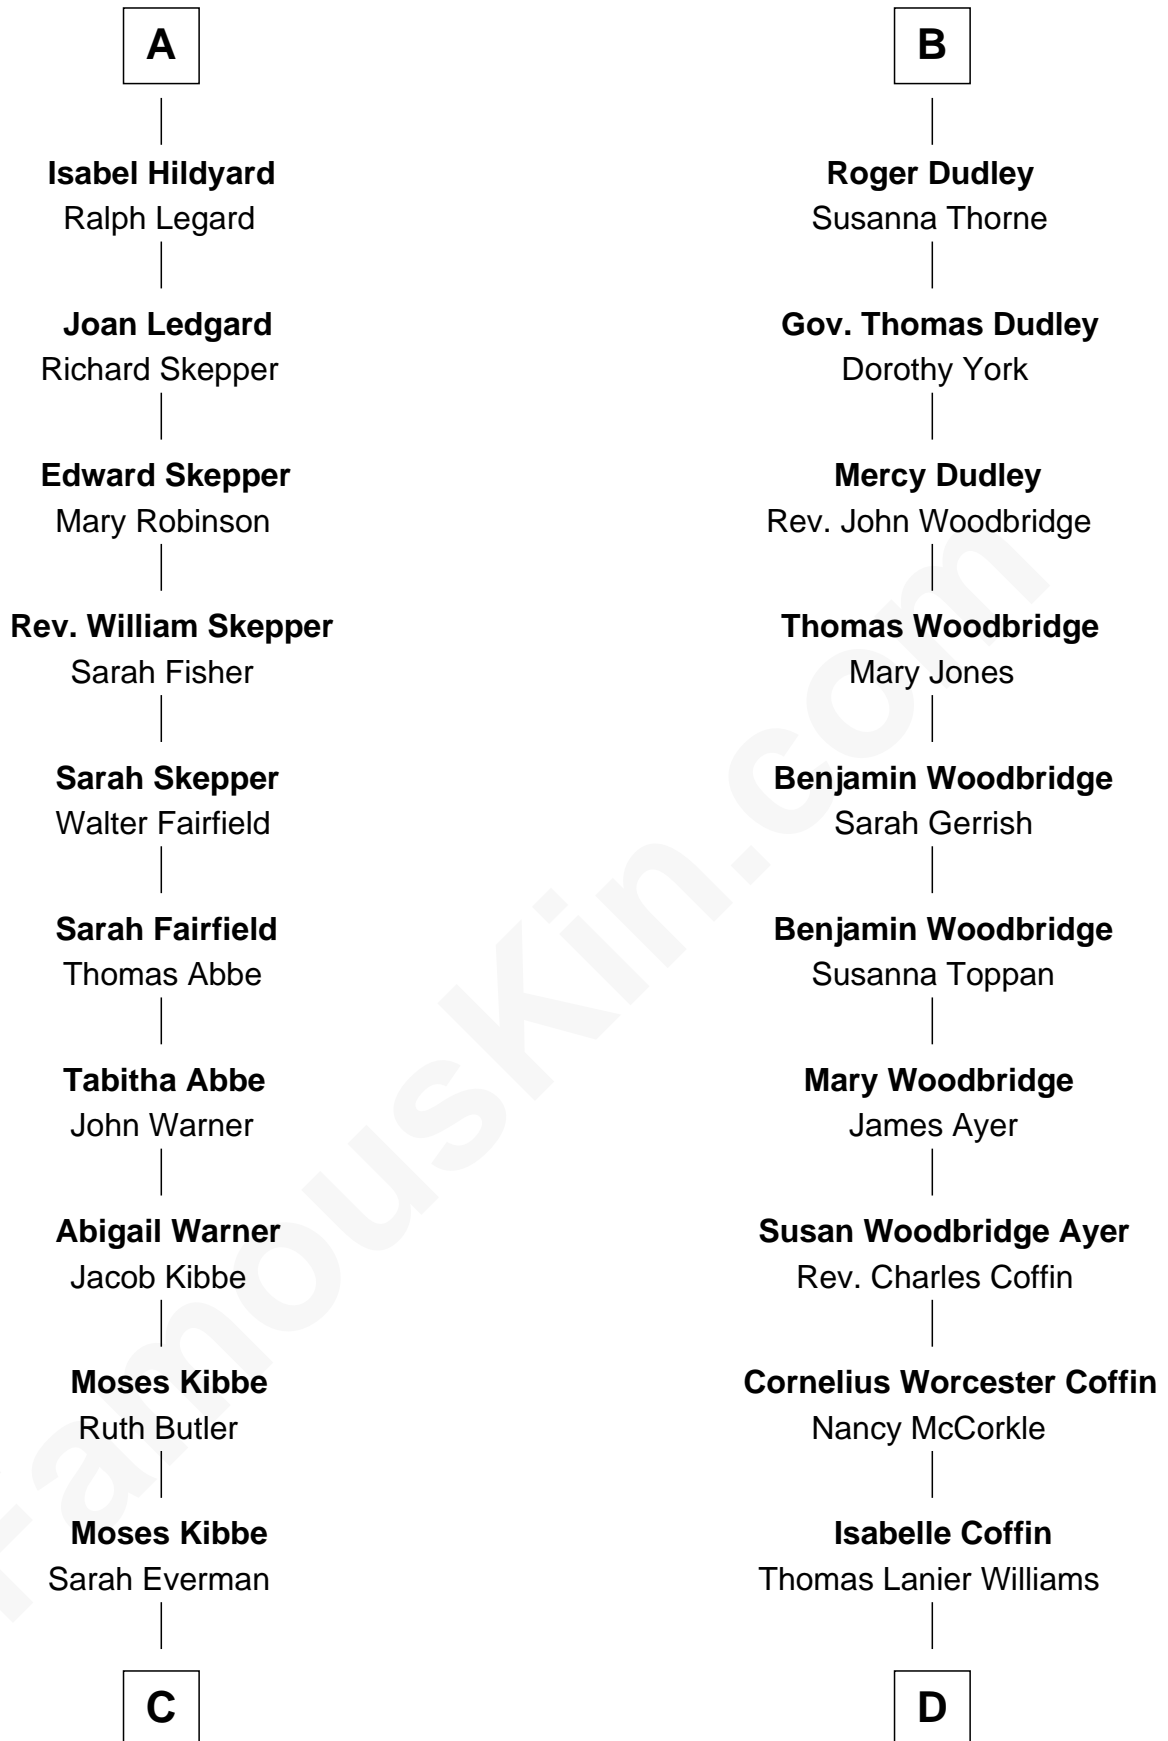 A
Isabel Hildyard
Ralph Legard
Joan Ledgard
Richard Skepper
Edward Skepper
Mary Robinson
Rev. William Skepper
Sarah Fisher
Sarah Skepper
Walter Fairfield
Sarah Fairfield
Thomas Abbe
Tabitha Abbe
John Warner
Abigail Warner
Jacob Kibbe
Moses Kibbe
Ruth Butler
Moses Kibbe
Sarah Everman
C
B
Roger Dudley
Susanna Thorne
Gov. Thomas Dudley
Dorothy York
Mercy Dudley
Rev. John Woodbridge
Thomas Woodbridge
Mary Jones
Benjamin Woodbridge
Sarah Gerrish
Benjamin Woodbridge
Susanna Toppan
Mary Woodbridge
James Ayer
Susan Woodbridge Ayer
Rev. Charles Coffin
Cornelius Worcester Coffin
Nancy McCorkle
Isabelle Coffin
Thomas Lanier Williams
D
FamousKin.com